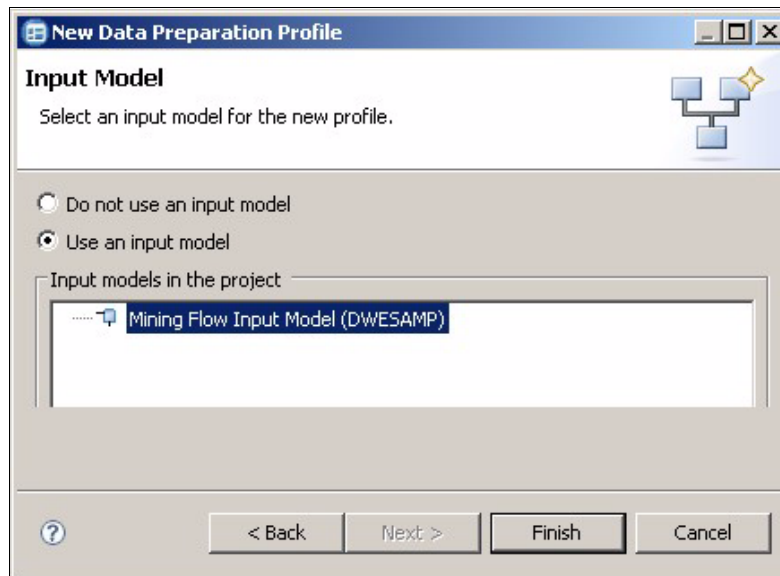 New Data Preparation Profile
Input Model
Select an input model for the new profile.
Do not use an input model
Use an input model
Input models in the project
Mining Flow Input Model (DWESAMP)
?
< Back
Next >
Finish
Cancel